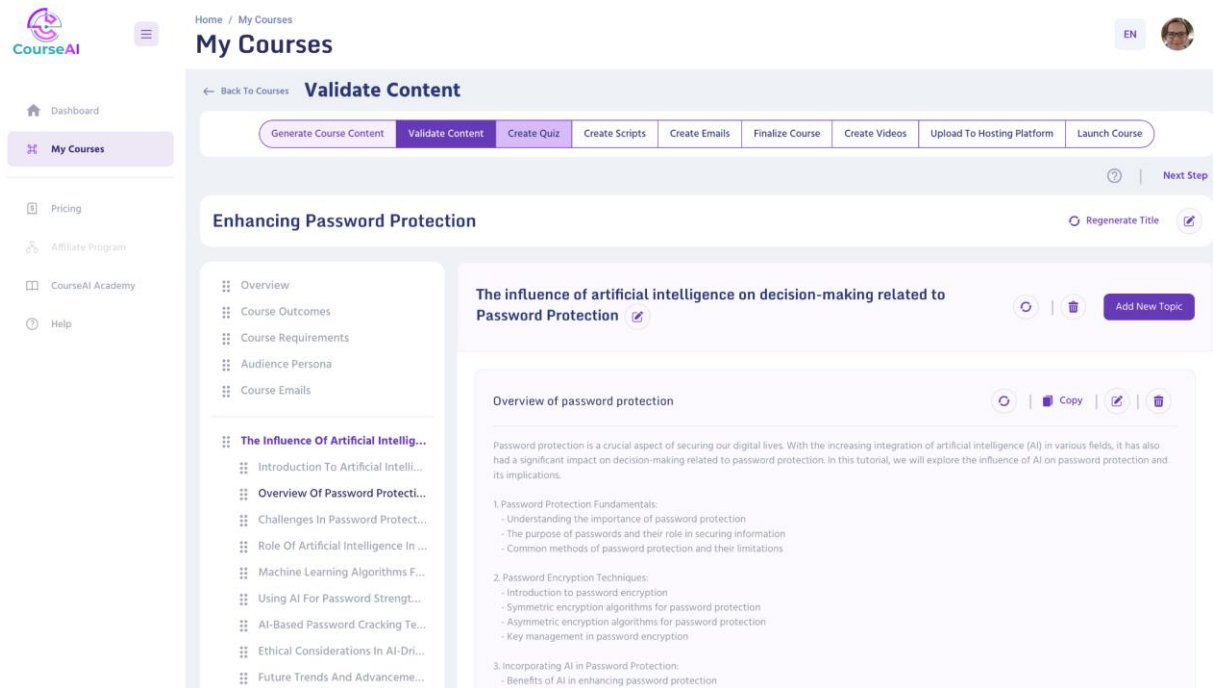 CourseAI
Home / My Courses
My Courses
EN
Dashboard
My Courses
Pricing
Affiliate Program
CourseAI Academy
Help
← Back To Courses Validate Content
Generate Course Content Validate Content Create Quiz Create Scripts Create Emails Finalize Course Create Videos Upload To Hosting Platform Launch Course
? | Next Step
Enhancing Password Protection
Regenerate Title
Overview
Course Outcomes
Course Requirements
Audience Persona
Course Emails
The Influence Of Artificial Intellig...
Introduction To Artificial Intelli...
Overview Of Password Protecti...
Challenges In Password Protect...
Role Of Artificial Intelligence In ...
Machine Learning Algorithms F...
Using AI For Password Strengt...
AI-Based Password Cracking Te...
Ethical Considerations In AI-Dri...
Future Trends And Advanceme...
The influence of artificial intelligence on decision-making related to
Password Protection
Add New Topic
Overview of password protection
Copy
Password protection is a crucial aspect of securing our digital lives. With the increasing integration of artificial intelligence (AI) in various fields, it has also
had a significant impact on decision-making related to password protection. In this tutorial, we will explore the influence of AI on password protection and
its implications.
1. Password Protection Fundamentals:
- Understanding the importance of password protection
- The purpose of passwords and their role in securing information
- Common methods of password protection and their limitations
2. Password Encryption Techniques:
- Introduction to password encryption
- Symmetric encryption algorithms for password protection
- Asymmetric encryption algorithms for password protection
- Key management in password encryption
3. Incorporating AI in Password Protection:
- Benefits of AI in enhancing password protection